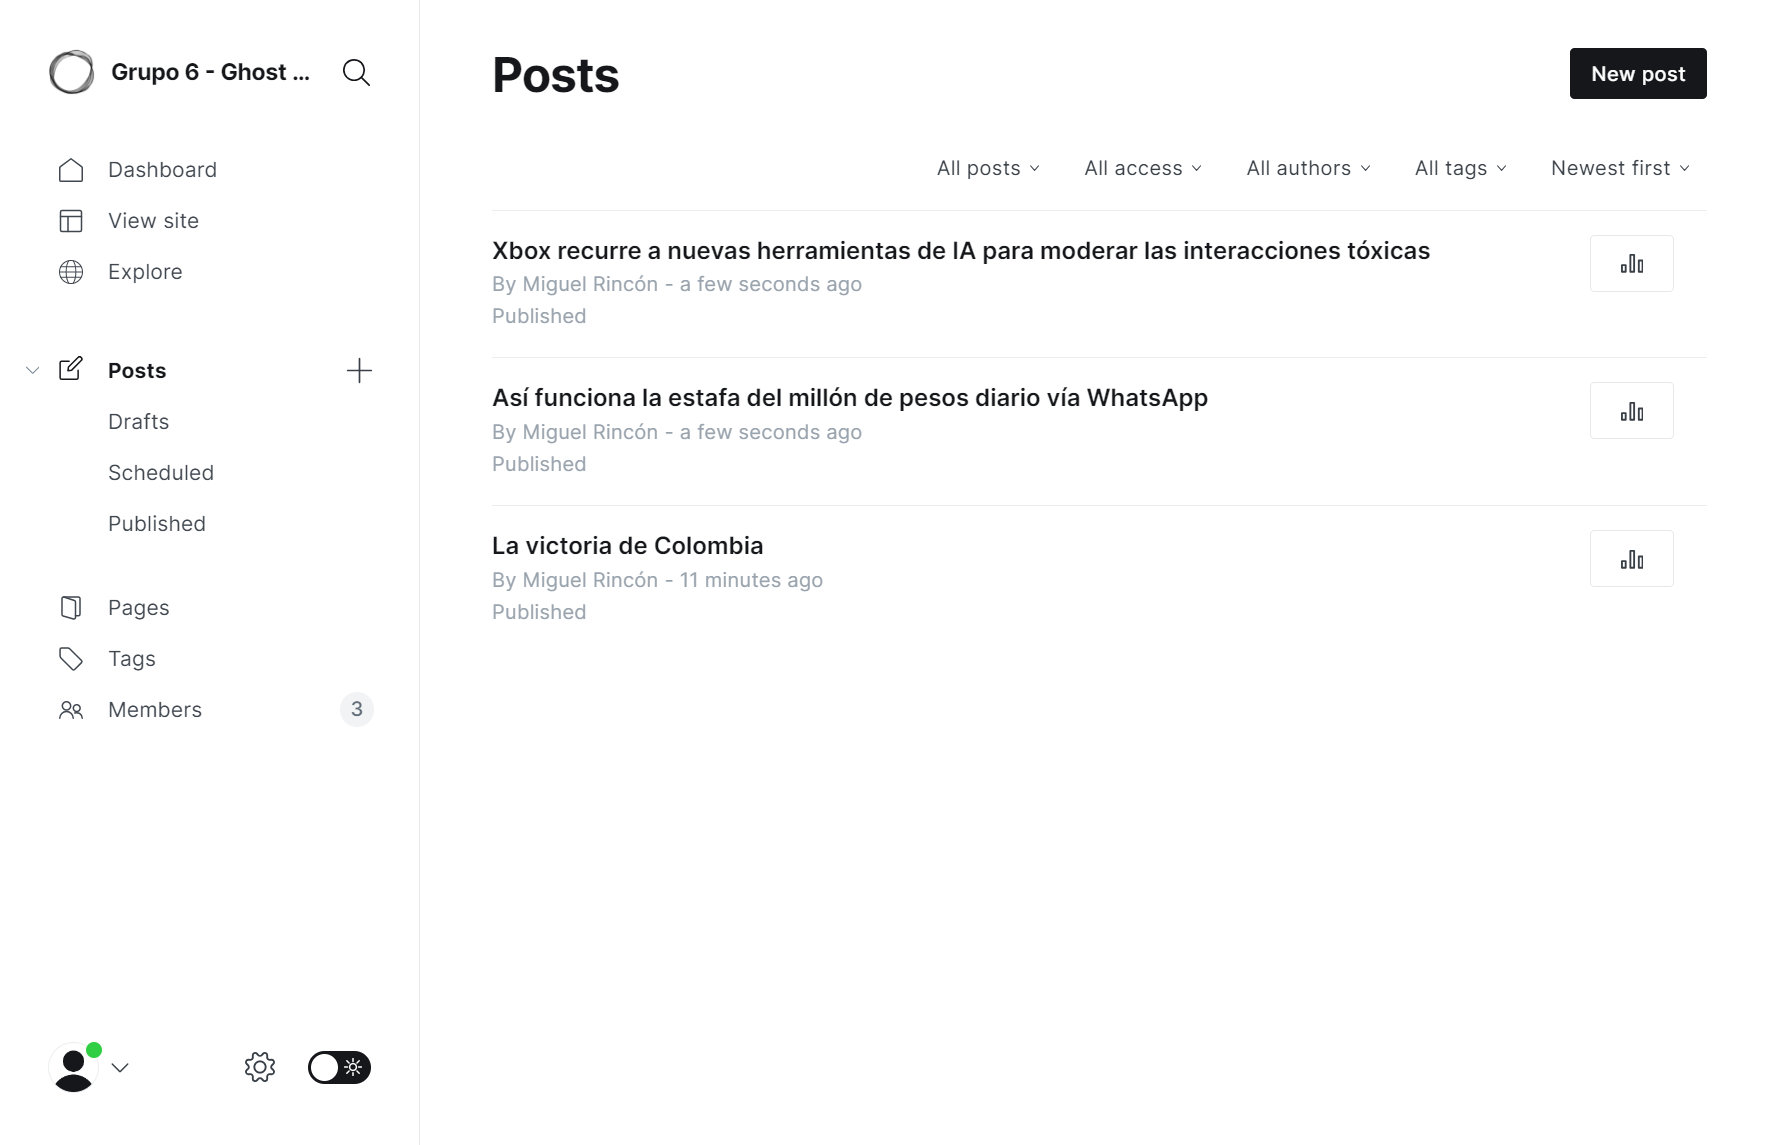 Grupo 6 - Ghost ...
Dashboard
View site
Explore
Posts
Drafts
Scheduled
Published
Pages
Tags
Members 3
Posts
New post
All posts All access All authors All tags Newest first
Xbox recurre a nuevas herramientas de IA para moderar las interacciones tóxicas
By Miguel Rincón - a few seconds ago
Published
Así funciona la estafa del millón de pesos diario vía WhatsApp
By Miguel Rincón - a few seconds ago
Published
La victoria de Colombia
By Miguel Rincón - 11 minutes ago
Published